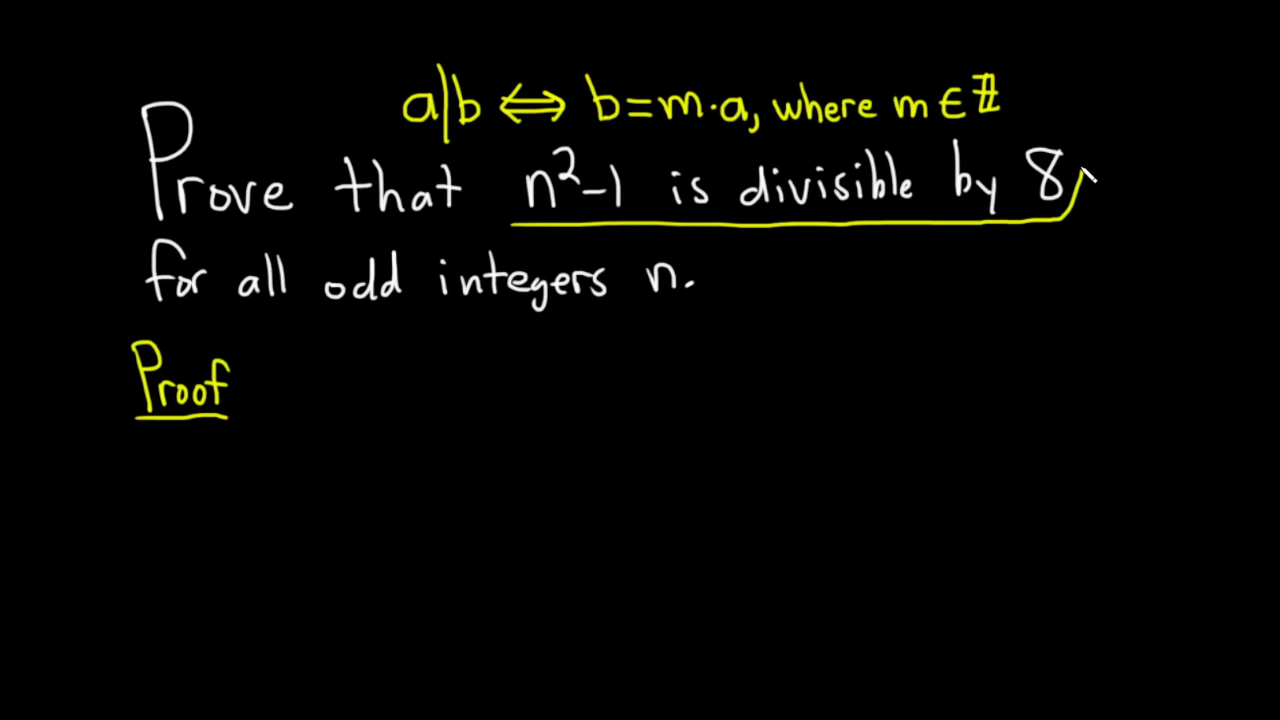 a|b ⟺ b=m·a, where m ∈ ℤ
Prove that n²-1 is divisible by 8
for all odd integers n.
Proof